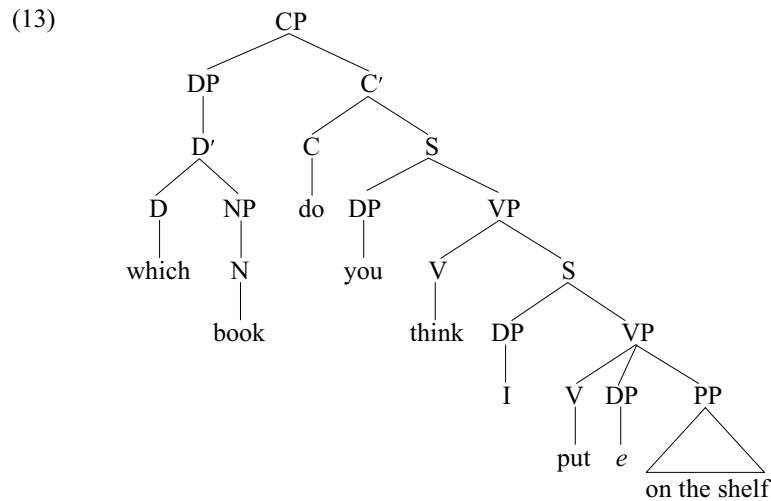 (13) CP
DP C′
D′ C S
D NP do DP VP
which N you V S
book think DP VP
I V DP PP
put e on the shelf